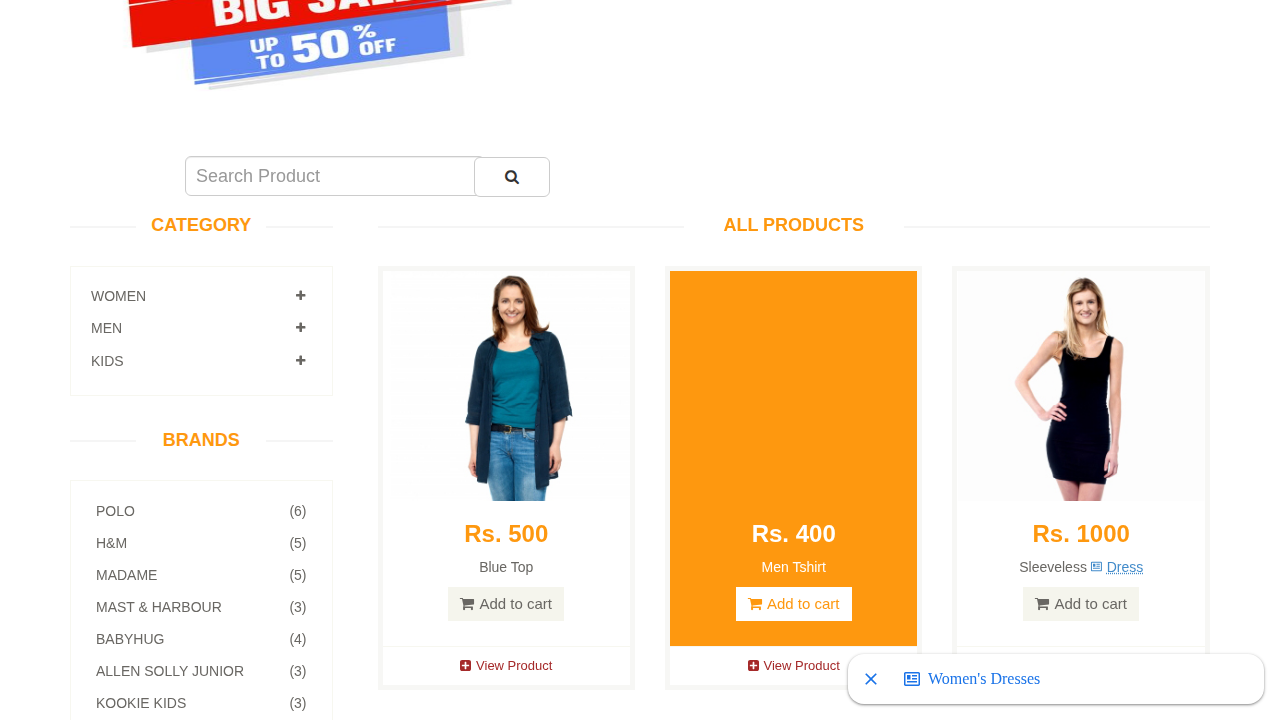 BIG SALE
UP TO 50% OFF
Search Product
CATEGORY
WOMEN
MEN
KIDS
BRANDS
POLO (6)
H&M (5)
MADAME (5)
MAST & HARBOUR (3)
BABYHUG (4)
ALLEN SOLLY JUNIOR (3)
KOOKIE KIDS (3)
ALL PRODUCTS
Rs. 500
Blue Top
Add to cart
View Product
Rs. 400
Men Tshirt
Add to cart
View Product
Rs. 1000
Sleeveless Dress
Add to cart
Women's Dresses